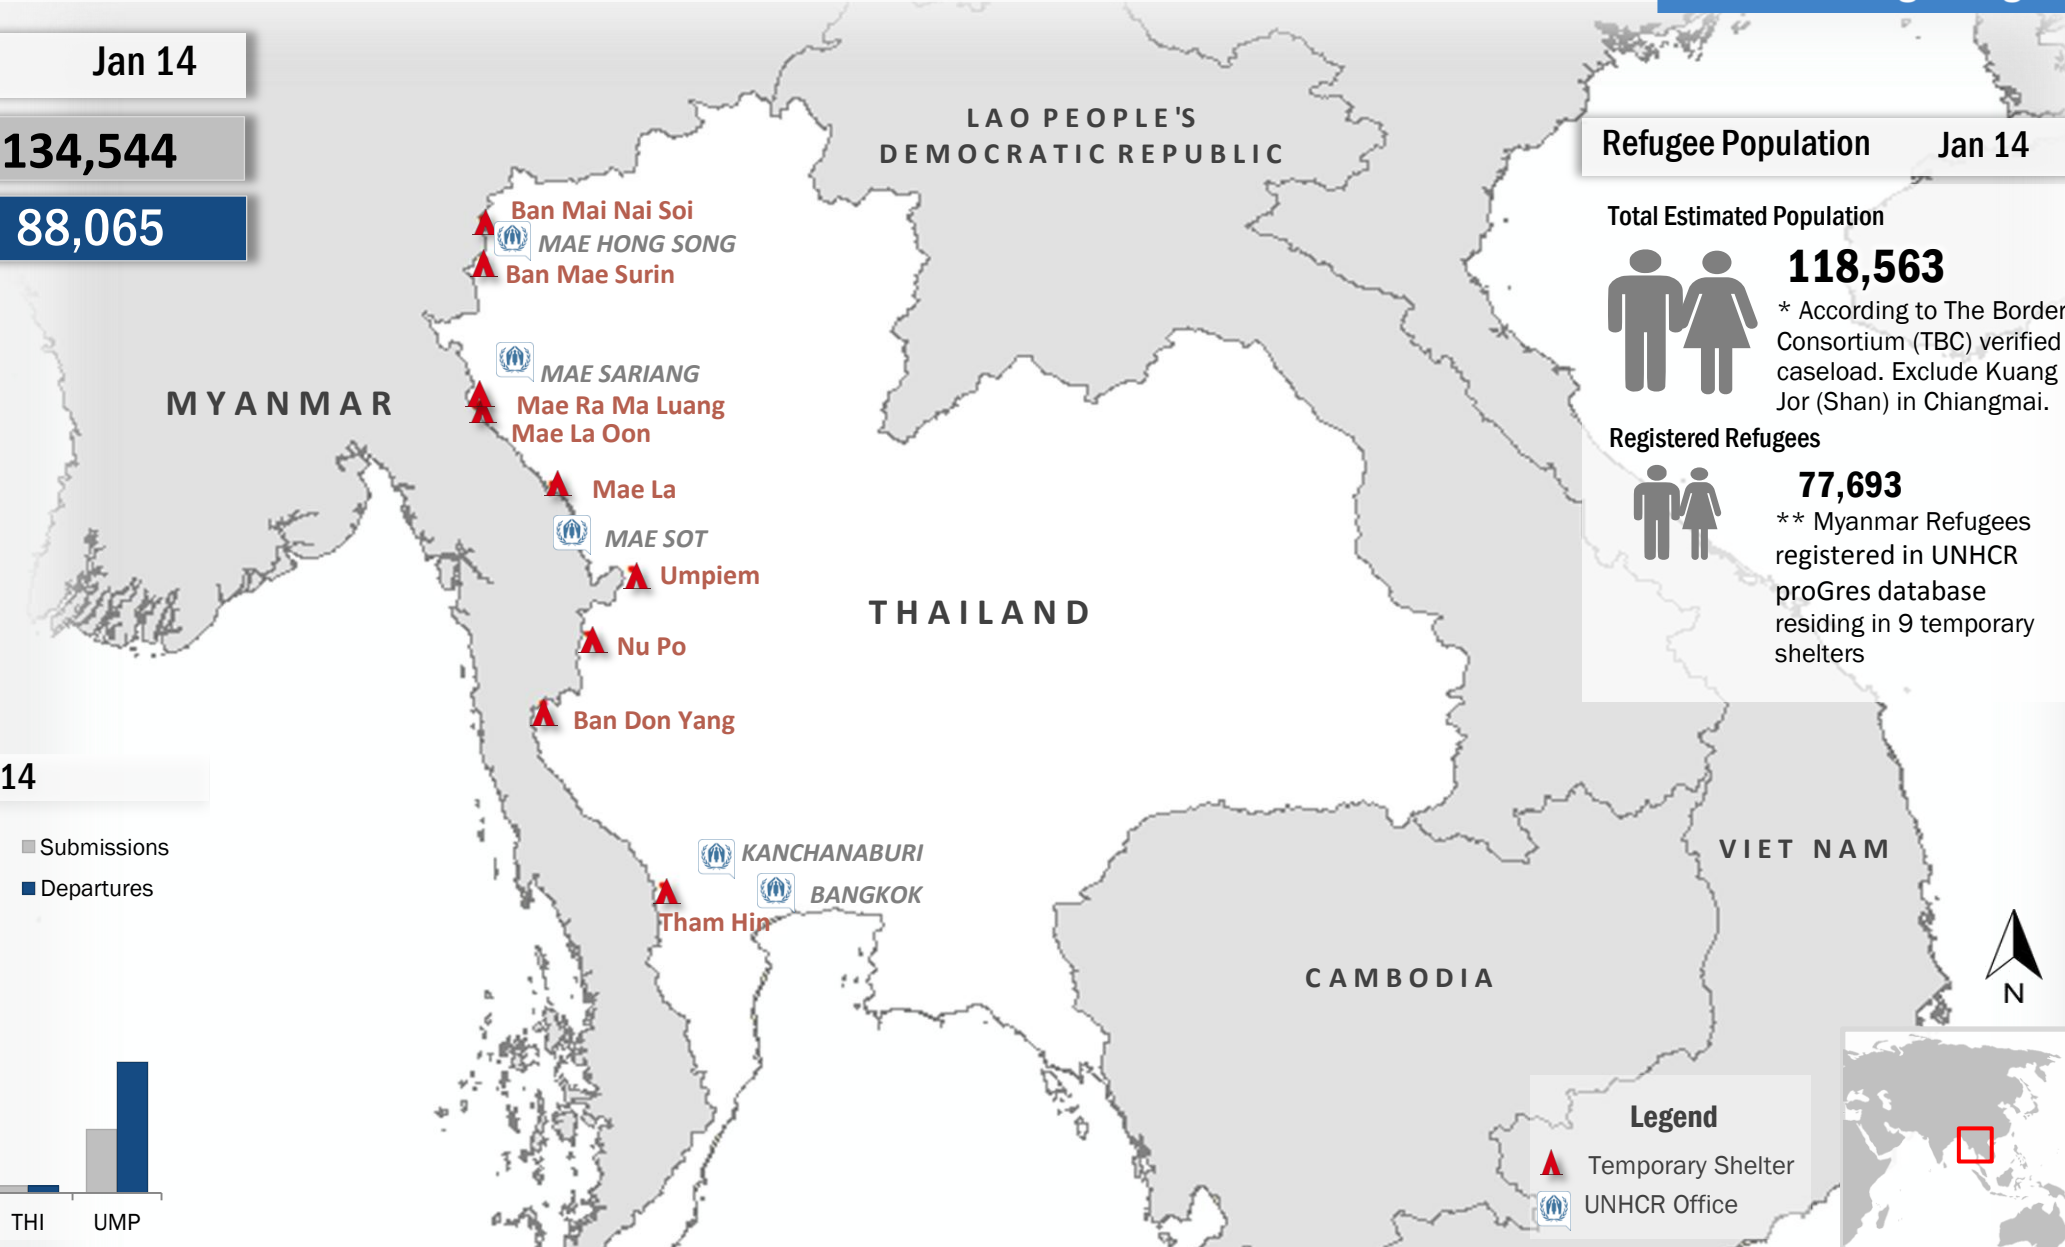 Jan 14
134,544
88,065
LAO PEOPLE'S
DEMOCRATIC REPUBLIC
Refugee Population Jan 14
Total Estimated Population
118,563
* According to The Border
Consortium (TBC) verified
caseload. Exclude Kuang
Jor (Shan) in Chiangmai.
Registered Refugees
77,693
** Myanmar Refugees
registered in UNHCR
proGres database
residing in 9 temporary
shelters
Ban Mai Nai Soi
MAE HONG SONG
Ban Mae Surin
MAE SARIANG
MYANMAR
Mae Ra Ma Luang
Mae La Oon
Mae La
MAE SOT
Umpiem
THAILAND
Nu Po
Ban Don Yang
14
Submissions
Departures
KANCHANABURI
BANGKOK
Tham Hin
VIET NAM
CAMBODIA
N
THI UMP
Legend
Temporary Shelter
UNHCR Office